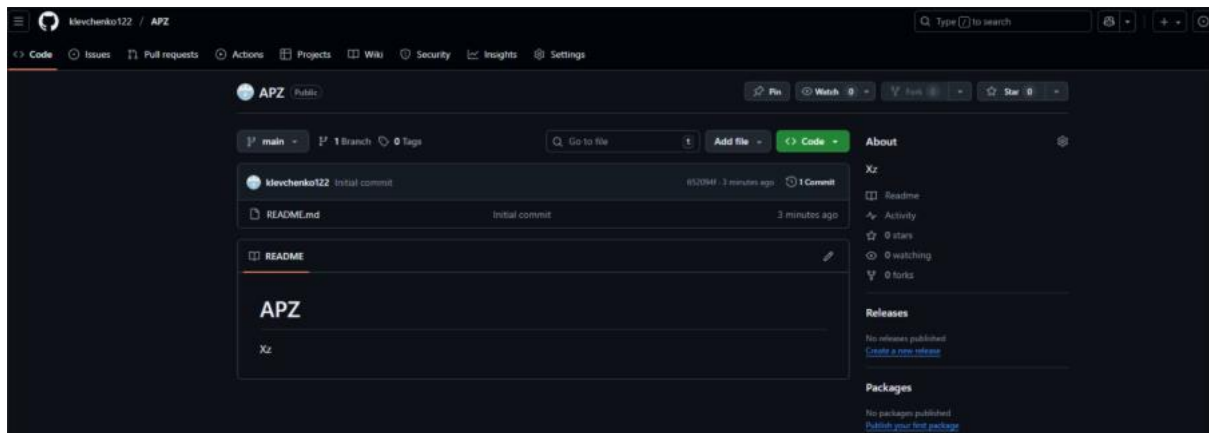 klevchenko122 / APZ
Type / to search
Code Issues Pull requests Actions Projects Wiki Security Insights Settings
APZ Public
Pin Watch 0 Fork 0 Star 0
main 1 Branch 0 Tags
Go to file t Add file Code
klevchenko122 Initial commit
3 minutes ago 1 Commit
README.md Initial commit 3 minutes ago
README
APZ
Xz
About
Xz
Readme
Activity
0 stars
0 watching
0 forks
Releases
No releases published
Create a new release
Packages
No packages published
Publish your first package